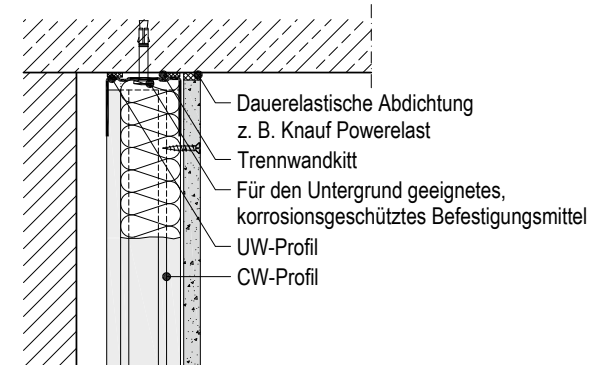 Dauerelastische Abdichtung
z. B. Knauf Powerelast
Trennwandkitt
Für den Untergrund geeignetes,
korrosionsgeschütztes Befestigungsmittel
UW-Profil
CW-Profil